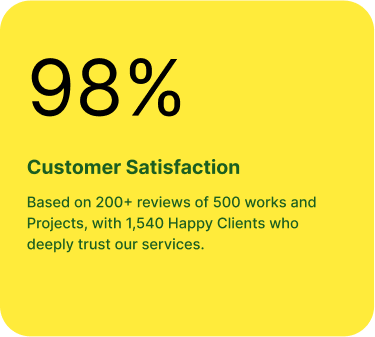 98%
Customer Satisfaction
Based on 200+ reviews of 500 works and
Projects, with 1,540 Happy Clients who
deeply trust our services.